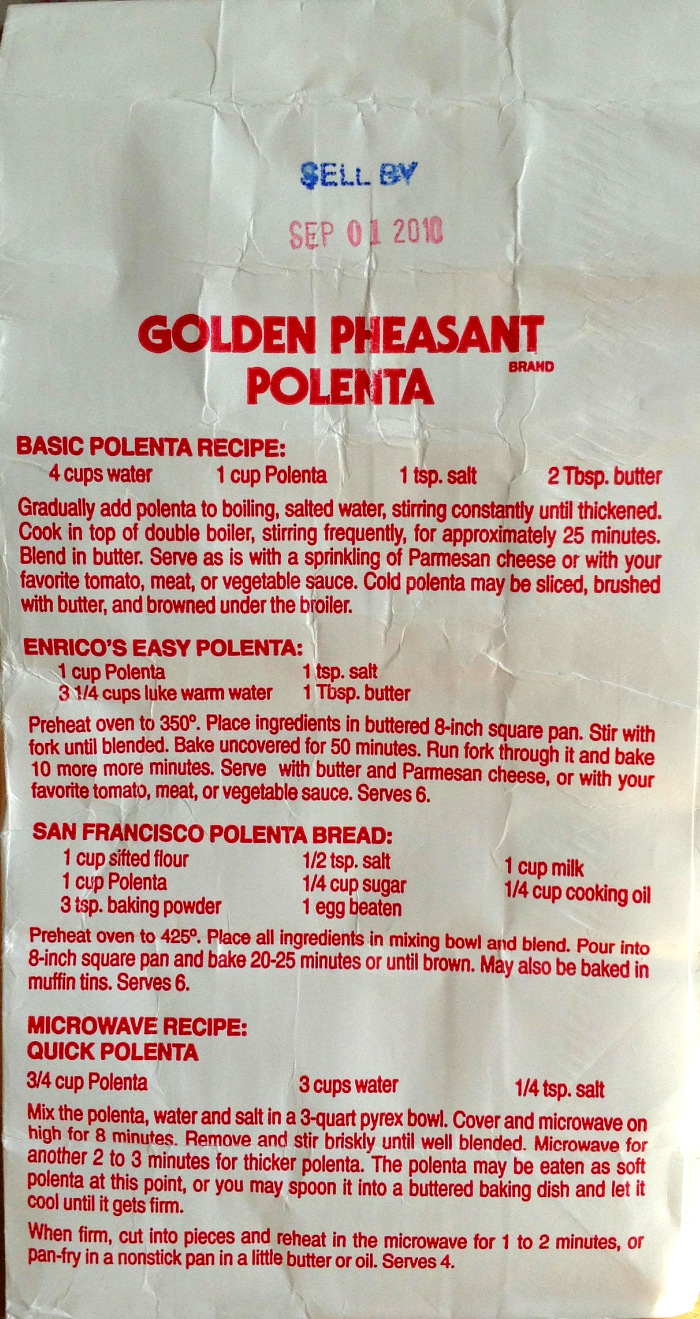 SELL BY
SEP 01 2010
GOLDEN PHEASANT
BRAND
POLENTA
BASIC POLENTA RECIPE:
4 cups water 1 cup Polenta 1 tsp. salt 2 Tbsp. butter
Gradually add polenta to boiling, salted water, stirring constantly until thickened.
Cook in top of double boiler, stirring frequently, for approximately 25 minutes.
Blend in butter. Serve as is with a sprinkling of Parmesan cheese or with your
favorite tomato, meat, or vegetable sauce. Cold polenta may be sliced, brushed
with butter, and browned under the broiler.
ENRICO'S EASY POLENTA:
1 cup Polenta 1 tsp. salt
3 1/4 cups luke warm water 1 Tbsp. butter
Preheat oven to 350º. Place ingredients in buttered 8-inch square pan. Stir with
fork until blended. Bake uncovered for 50 minutes. Run fork through it and bake
10 more more minutes. Serve with butter and Parmesan cheese, or with your
favorite tomato, meat, or vegetable sauce. Serves 6.
SAN FRANCISCO POLENTA BREAD:
1 cup sifted flour 1/2 tsp. salt 1 cup milk
1 cup Polenta 1/4 cup sugar 1/4 cup cooking oil
3 tsp. baking powder 1 egg beaten
Preheat oven to 425º. Place all ingredients in mixing bowl and blend. Pour into
8-inch square pan and bake 20-25 minutes or until brown. May also be baked in
muffin tins. Serves 6.
MICROWAVE RECIPE:
QUICK POLENTA
3/4 cup Polenta 3 cups water 1/4 tsp. salt
Mix the polenta, water and salt in a 3-quart pyrex bowl. Cover and microwave on
high for 8 minutes. Remove and stir briskly until well blended. Microwave for
another 2 to 3 minutes for thicker polenta. The polenta may be eaten as soft
polenta at this point, or you may spoon it into a buttered baking dish and let it
cool until it gets firm.
When firm, cut into pieces and reheat in the microwave for 1 to 2 minutes, or
pan-fry in a nonstick pan in a little butter or oil. Serves 4.